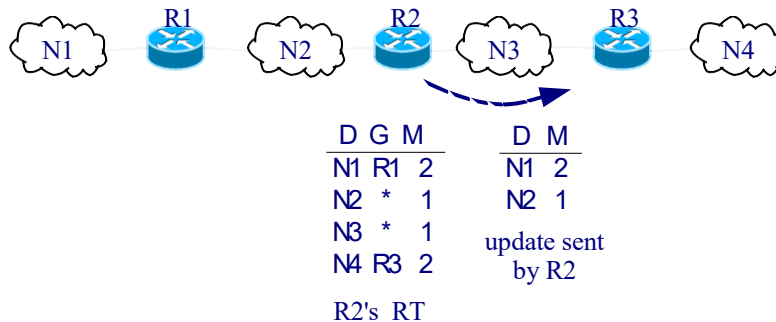 R1 R2 R3
N1 N2 N3 N4
D G M
N1 R1 2
N2 * 1
N3 * 1
N4 R3 2
R2's RT
D M
N1 2
N2 1
update sent
by R2